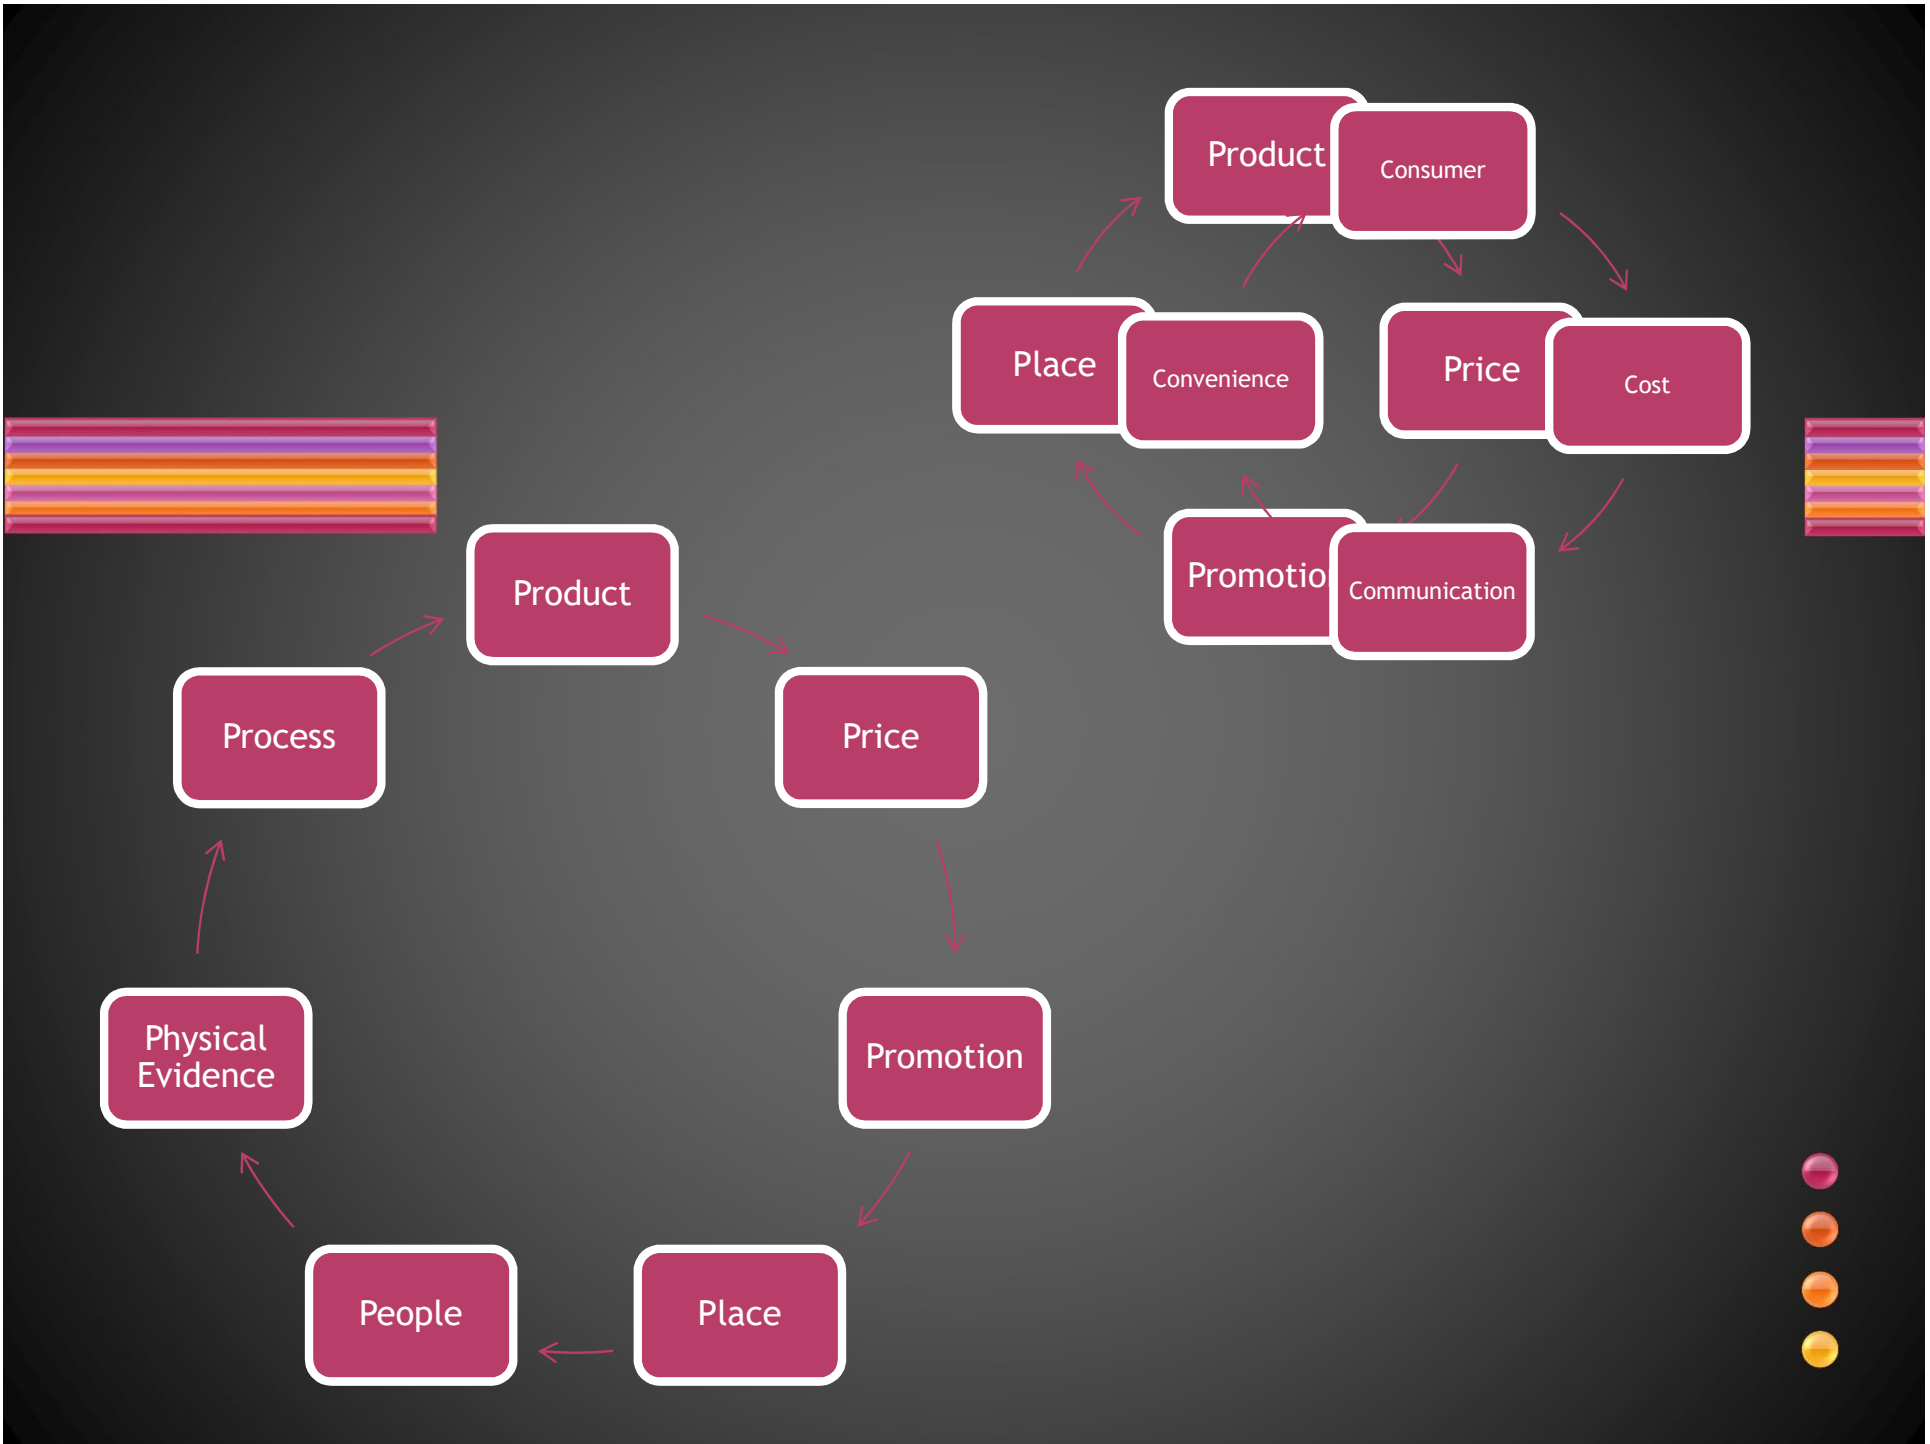 Product
Consumer
Place
Convenience
Price
Cost
Promotio
Communication
Product
Process
Price
Physical
Evidence
Promotion
People
Place